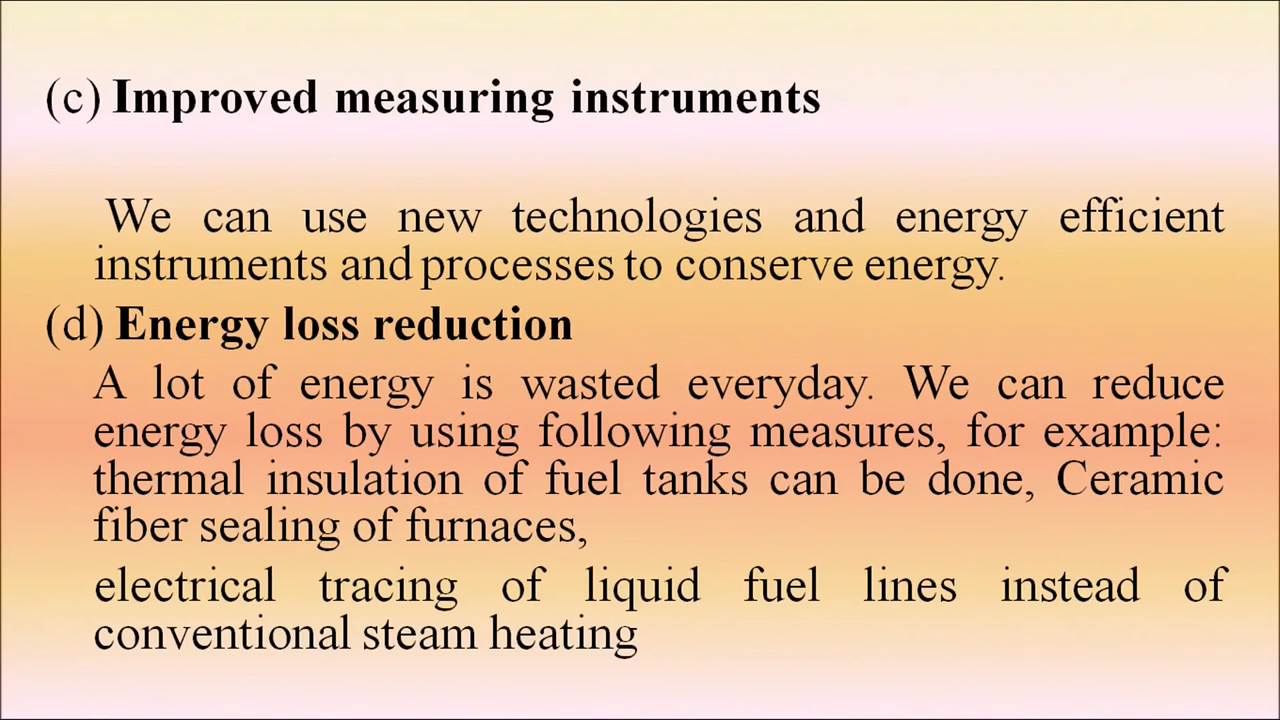 (c) Improved measuring instruments
We can use new technologies and energy efficient
instruments and processes to conserve energy.
(d) Energy loss reduction
A lot of energy is wasted everyday. We can reduce
energy loss by using following measures, for example:
thermal insulation of fuel tanks can be done, Ceramic
fiber sealing of furnaces,
electrical tracing of liquid fuel lines instead of
conventional steam heating